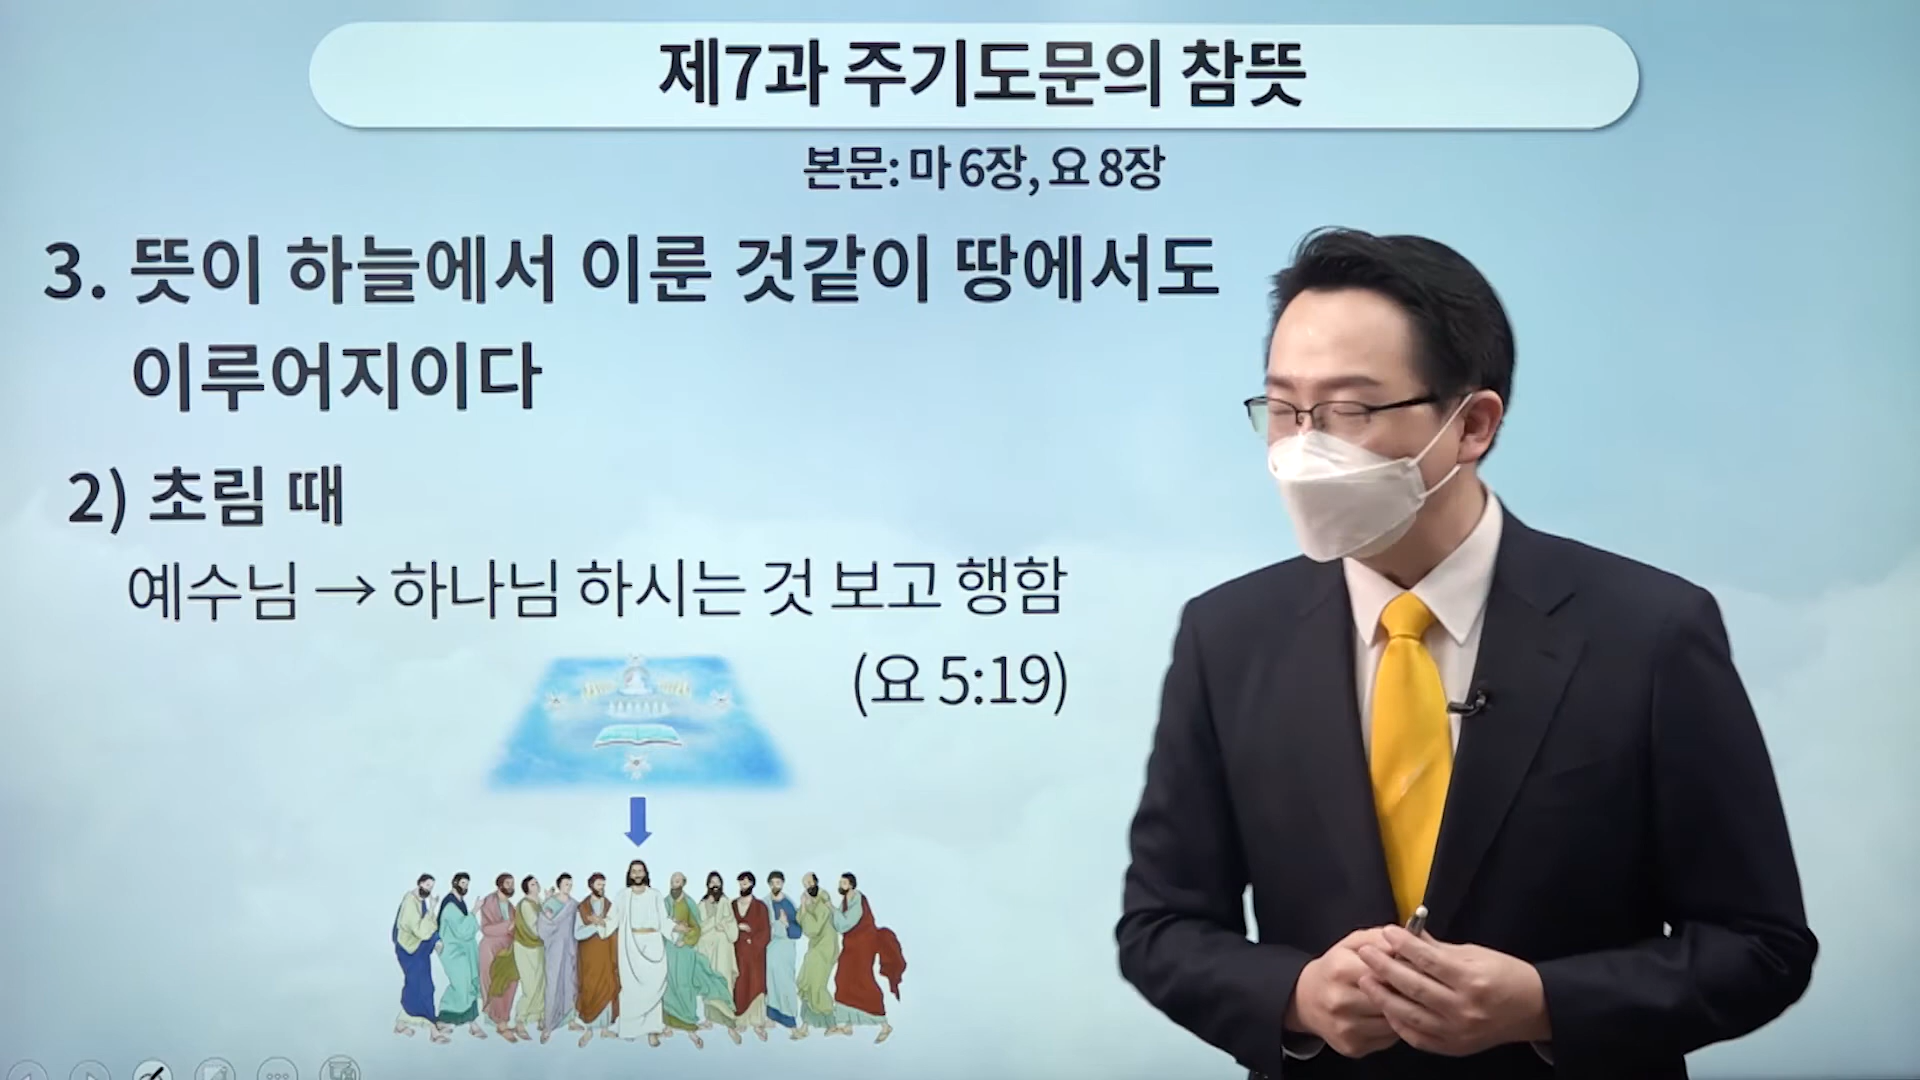 제7과 주기도문의 참뜻
본문: 마 6장, 요 8장
3. 뜻이 하늘에서 이룬 것같이 땅에서도
이루어지이다
2) 초림 때
예수님 → 하나님 하시는 것 보고 행함
(요 5:19)